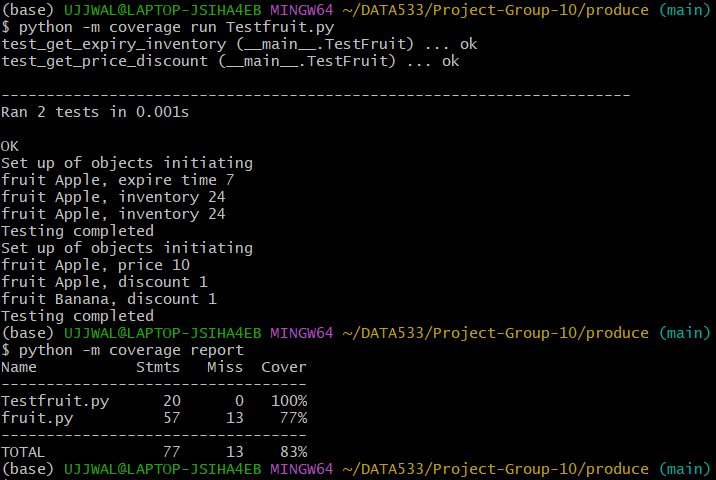 (base) UJJWAL@LAPTOP-JSIHA4EB MINGW64 ~/DATA533/Project-Group-10/produce (main)
$ python -m coverage run Testfruit.py
test_get_expiry_inventory (__main__.TestFruit) ... ok
test_get_price_discount (__main__.TestFruit) ... ok

----------------------------------------------------------------------
Ran 2 tests in 0.001s

OK
Set up of objects initiating
fruit Apple, expire time 7
fruit Apple, inventory 24
fruit Apple, inventory 24
Testing completed
Set up of objects initiating
fruit Apple, price 10
fruit Apple, discount 1
fruit Banana, discount 1
Testing completed
(base) UJJWAL@LAPTOP-JSIHA4EB MINGW64 ~/DATA533/Project-Group-10/produce (main)
$ python -m coverage report
Name           Stmts   Miss  Cover
----------------------------------
Testfruit.py      20      0   100%
fruit.py          57     13    77%
----------------------------------
TOTAL             77     13    83%
(base) UJJWAL@LAPTOP-JSIHA4EB MINGW64 ~/DATA533/Project-Group-10/produce (main)